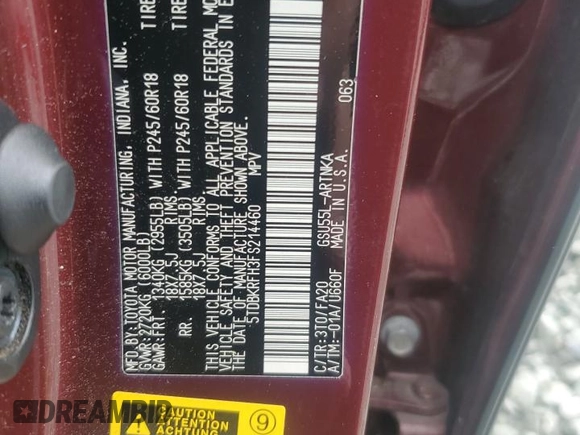 MFD.BY:TOYOTA MOTOR MANUFACTURING, INDIANA, INC.
GVWR: 2720KG (6000LB) TIRE
GAWR:FRT. 1340KG (2955LB) WITH P245/60R18
18X7.5J RIMS
RR. 1585KG (3505LB) WITH P245/60R18
18X7.5J RIMS
THIS VEHICLE CONFORMS TO ALL APPLICABLE FEDERAL MO
SAFETY AND THEFT PREVENTION STANDARDS IN E
DATE OF MANUFACTURE SHOWN ABOVE.
5TDBKRFH3FS214460 MPV
063
C/TR:3T0/FA20 GSU55L-ARTNKA
A/TM:-01A/U660F MADE IN U.S.A.
CAUTION
ATTENTION
Achtung
9
DREAMBID